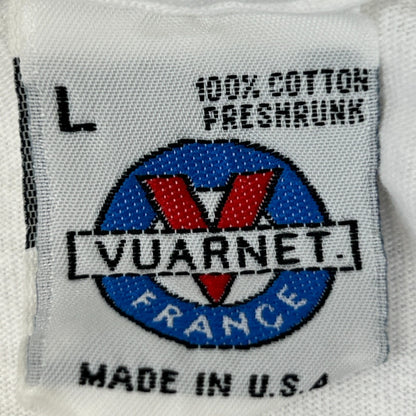 L
100% COTTON
PRESHRUNK
V
VUARNET.
FRANCE
MADE IN U.S.A